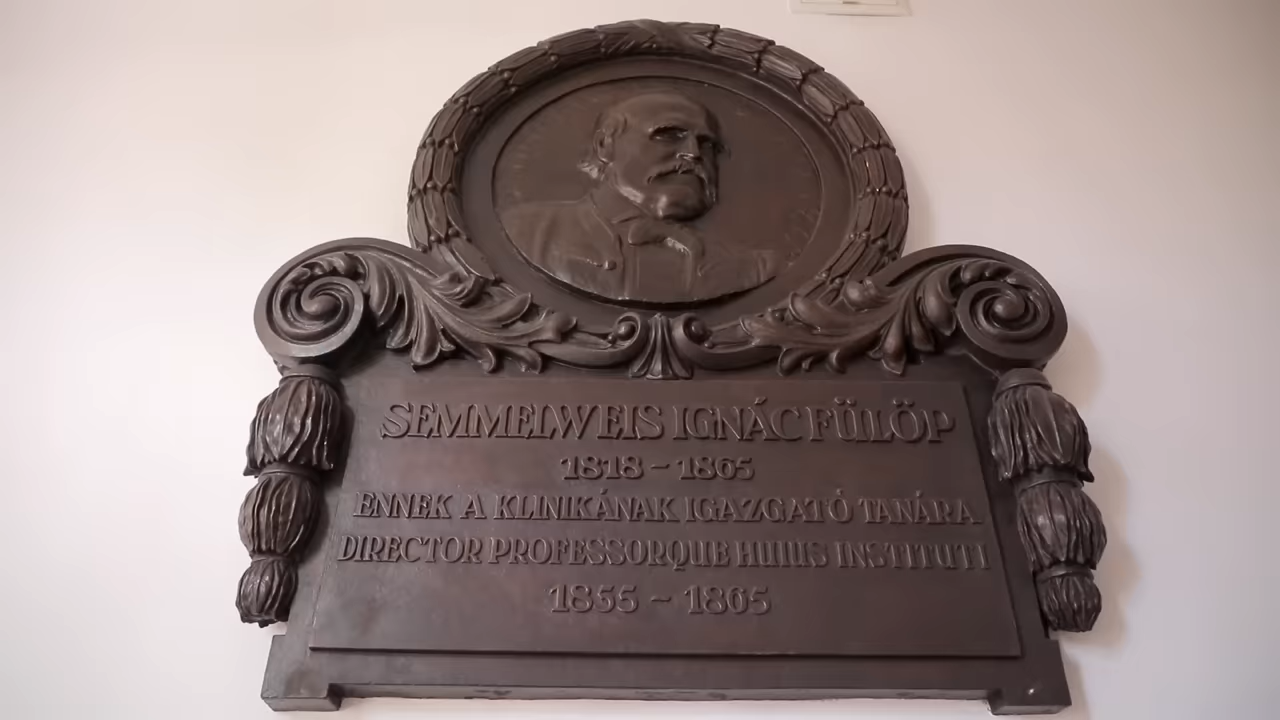 SEMMELWEIS IGNÁC FÜLÖP
1818 – 1865
ENNEK A KLINIKÁNAK IGAZGATÓ TANÁRA
DIRECTOR PROFESSORQUE HUIUS INSTITUTI
1855 – 1865